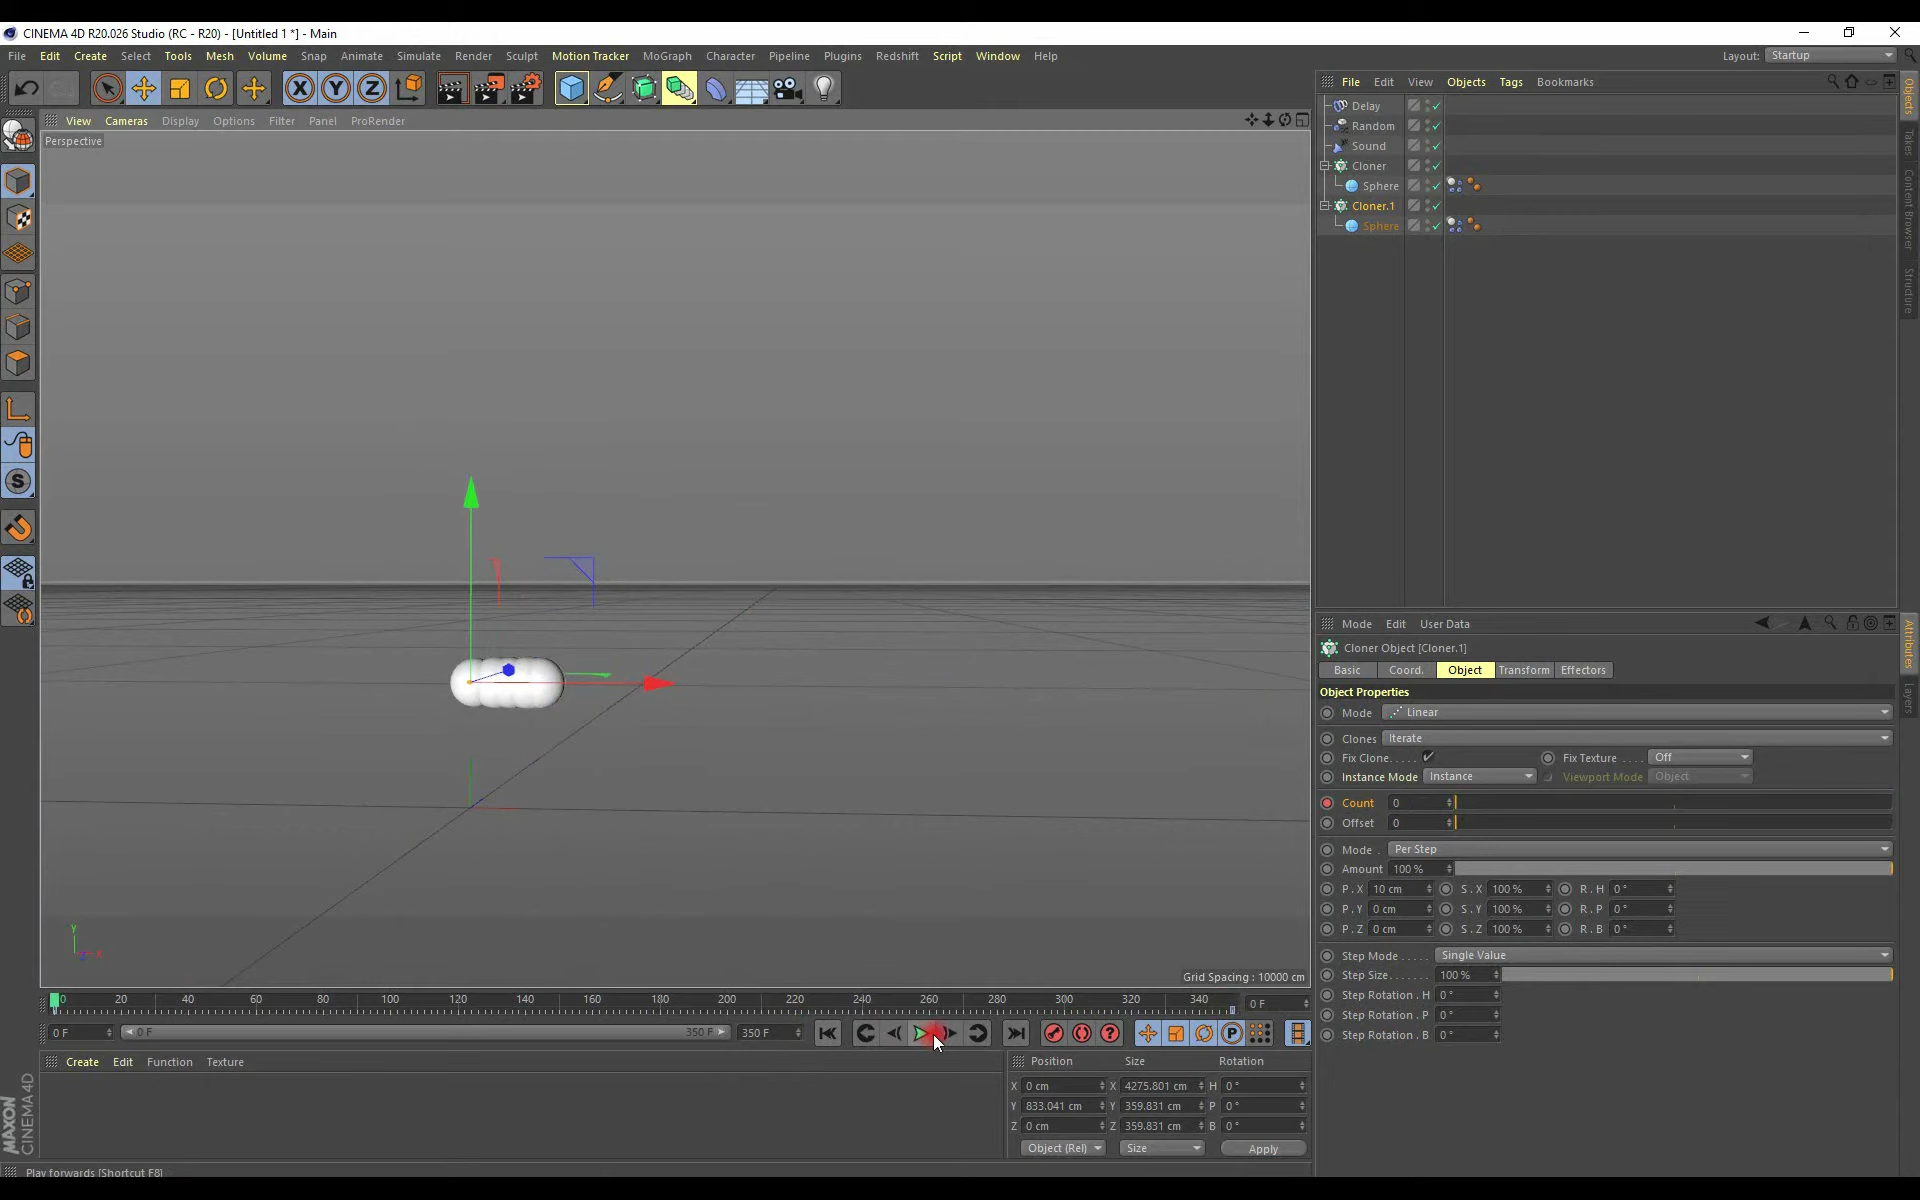 CINEMA 4D R20.026 Studio (RC - R20) - [Untitled 1 *] - Main
File Edit Create Select Tools Mesh Volume Snap Animate Simulate Render Sculpt Motion Tracker MoGraph Character Pipeline Plugins Redshift Script Window Help Layout: Startup
X Y Z
File Edit View Objects Tags Bookmarks
View Cameras Display Options Filter Panel ProRender
Perspective
Delay
Random
Sound
Cloner
Sphere
Cloner.1
Sphere
Objects
Takes
Content Browser
Structure
Mode Edit User Data
Cloner Object [Cloner.1]
Basic Coord. Object Transform Effectors
Object Properties
Mode Linear
Clones Iterate
Fix Clone..... Fix Texture .... Off
Instance Mode Instance Viewport Mode Object
Count 0
Offset 0
Mode . Per Step
Amount 100 %
P . X 10 cm S . X 100 % R . H 0 °
P . Y 0 cm S . Y 100 % R . P 0 °
P . Z 0 cm S . Z 100 % R . B 0 °
Step Mode..... Single Value
Step Size....... 100 %
Step Rotation . H 0 °
Step Rotation . P 0 °
Step Rotation . B 0 °
Attributes
Layers
Y
X
Grid Spacing : 10000 cm
0 20 40 60 80 100 120 140 160 180 200 220 240 260 280 300 320 340 0 F
0 F 0 F 350 F 350 F
Create Edit Function Texture
Position Size Rotation
X 0 cm X 4275.801 cm H 0 °
Y 833.041 cm Y 359.831 cm P 0 °
Z 0 cm Z 359.831 cm B 0 °
Object (Rel) Size Apply
MAXON
CINEMA 4D
Play forwards [Shortcut F8]